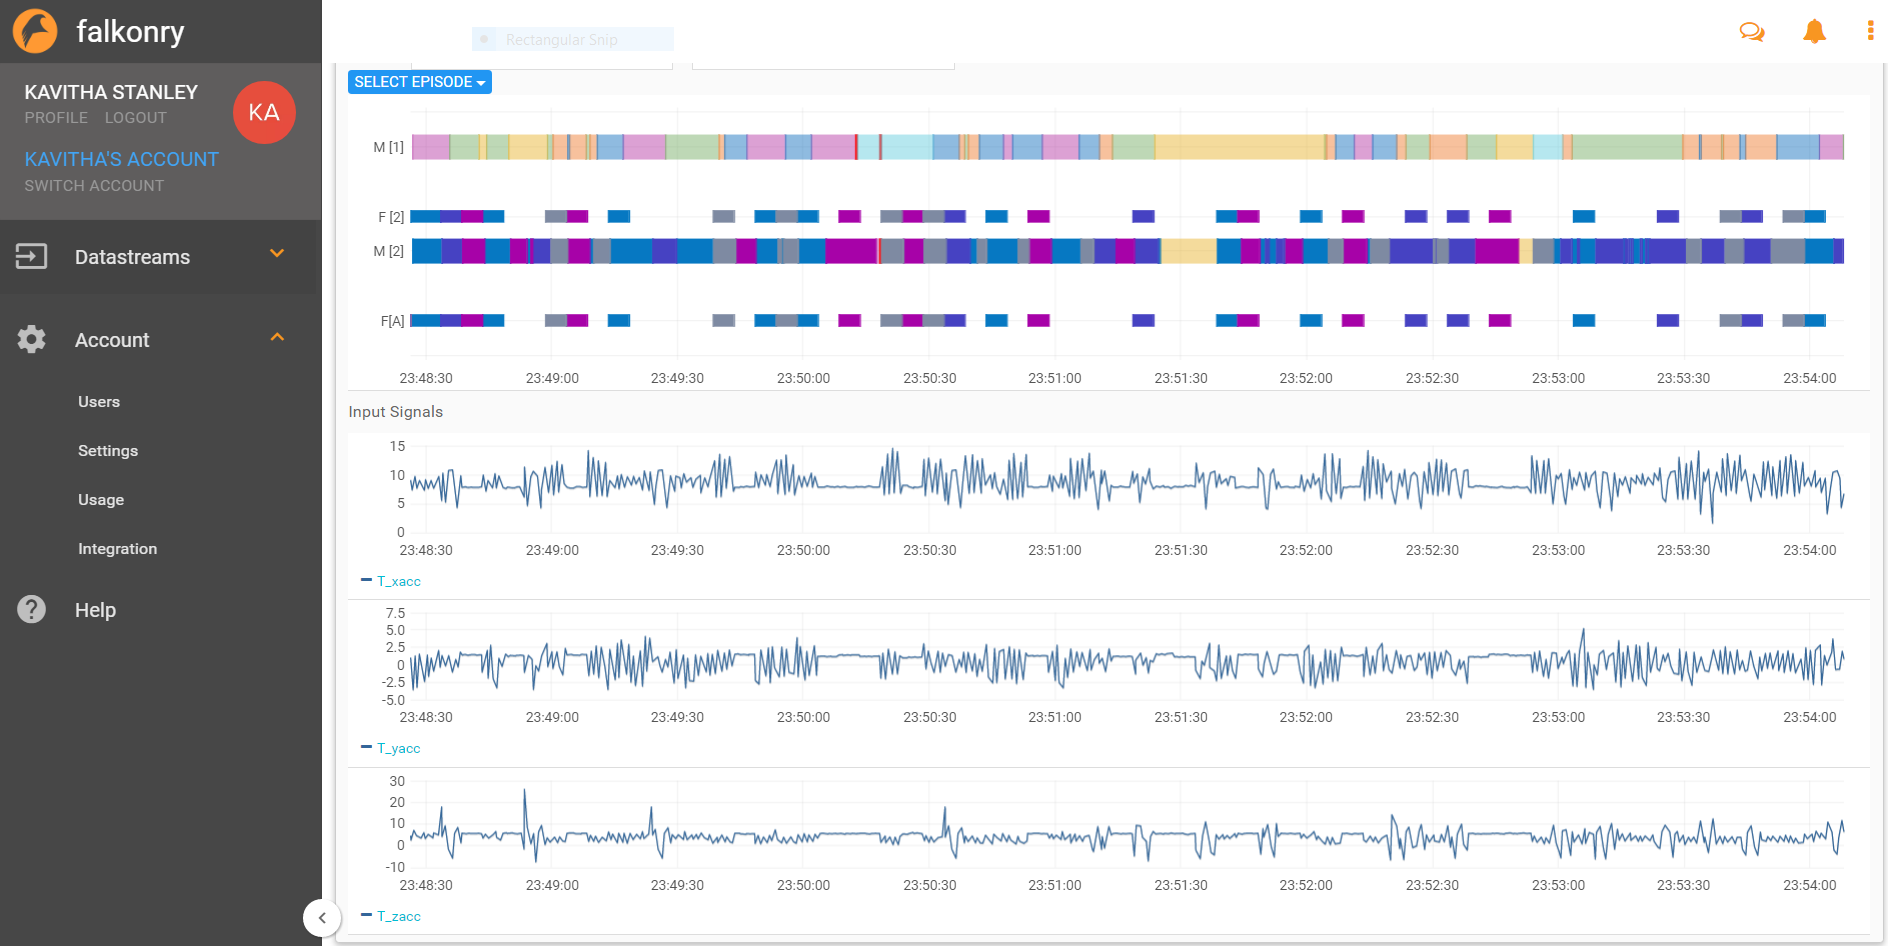 falkonry
Rectangular Snip
KAVITHA STANLEY
PROFILE LOGOUT
KA
KAVITHA'S ACCOUNT
SWITCH ACCOUNT
Datastreams
Account
Users
Settings
Usage
Integration
Help
SELECT EPISODE
M [1]
F [2]
M [2]
F[A]
23:48:30 23:49:00 23:49:30 23:50:00 23:50:30 23:51:00 23:51:30 23:52:00 23:52:30 23:53:00 23:53:30 23:54:00
Input Signals
15
10
5
0
23:48:30 23:49:00 23:49:30 23:50:00 23:50:30 23:51:00 23:51:30 23:52:00 23:52:30 23:53:00 23:53:30 23:54:00
T_xacc
7.5
5.0
2.5
0
-2.5
-5.0
23:48:30 23:49:00 23:49:30 23:50:00 23:50:30 23:51:00 23:51:30 23:52:00 23:52:30 23:53:00 23:53:30 23:54:00
T_yacc
30
20
10
0
-10
23:48:30 23:49:00 23:49:30 23:50:00 23:50:30 23:51:00 23:51:30 23:52:00 23:52:30 23:53:00 23:53:30 23:54:00
T_zacc